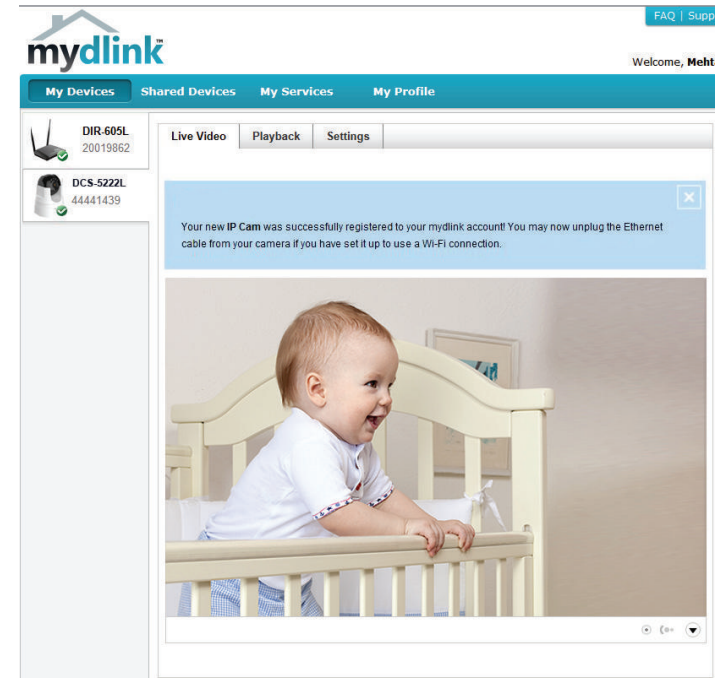 FAQ | Supp
mydlink™
Welcome, Meht
My Devices Shared Devices My Services My Profile
DIR-605L
20019862
DCS-5222L
44441439
Live Video Playback Settings
Your new IP Cam was successfully registered to your mydlink account! You may now unplug the Ethernet
cable from your camera if you have set it up to use a Wi-Fi connection.